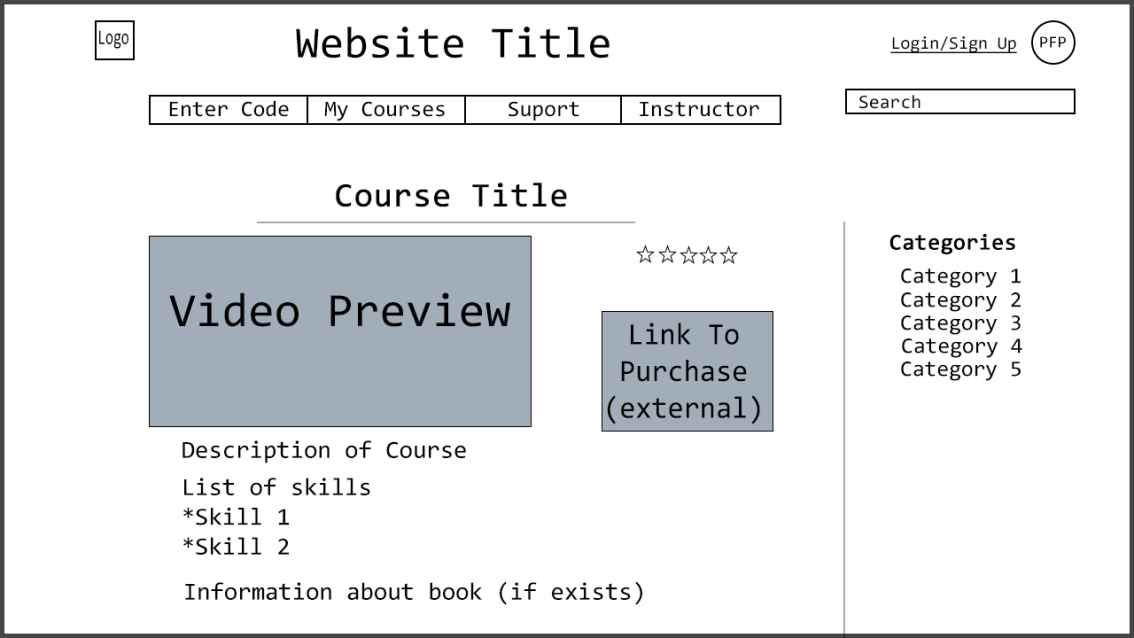 Logo
Website Title
Login/Sign Up
PFP
Enter Code
My Courses
Suport
Instructor
Search
Course Title
Video Preview
Link To
Purchase
(external)
Description of Course
List of skills
*Skill 1
*Skill 2
Information about book (if exists)
Categories
Category 1
Category 2
Category 3
Category 4
Category 5